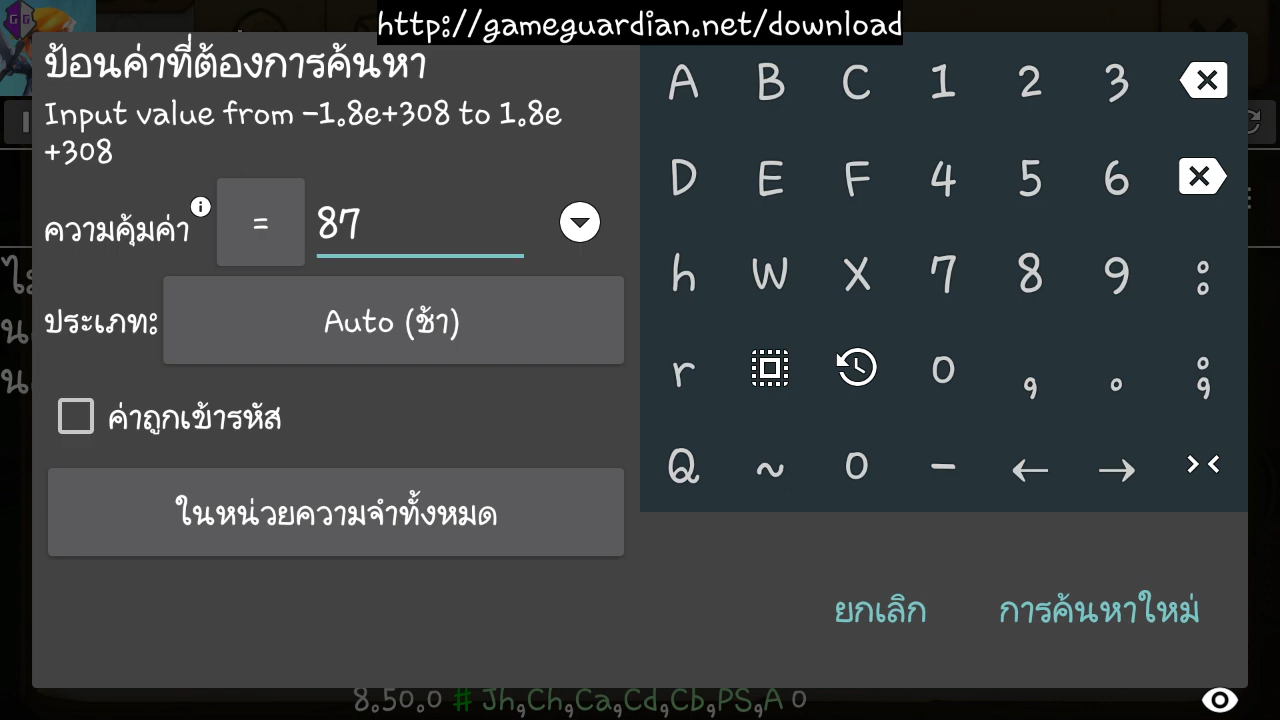 http://gameguardian.net/download
ป้อนค่าที่ต้องการค้นหา
Input value from -1.8e+308 to 1.8e
+308
ความคุ้มค่า = 87
ประเภท: Auto (ช้า)
ค่าถูกเข้ารหัส
ในหน่วยความจำทั้งหมด
A B C 1 2 3
D E F 4 5 6
h W X 7 8 9 :
r 0 , . ;
Q ~ 0 - ← →
ยกเลิก การค้นหาใหม่
8.50.0 # Jh,Ch,Ca,Cd,Cb,PS,A 0